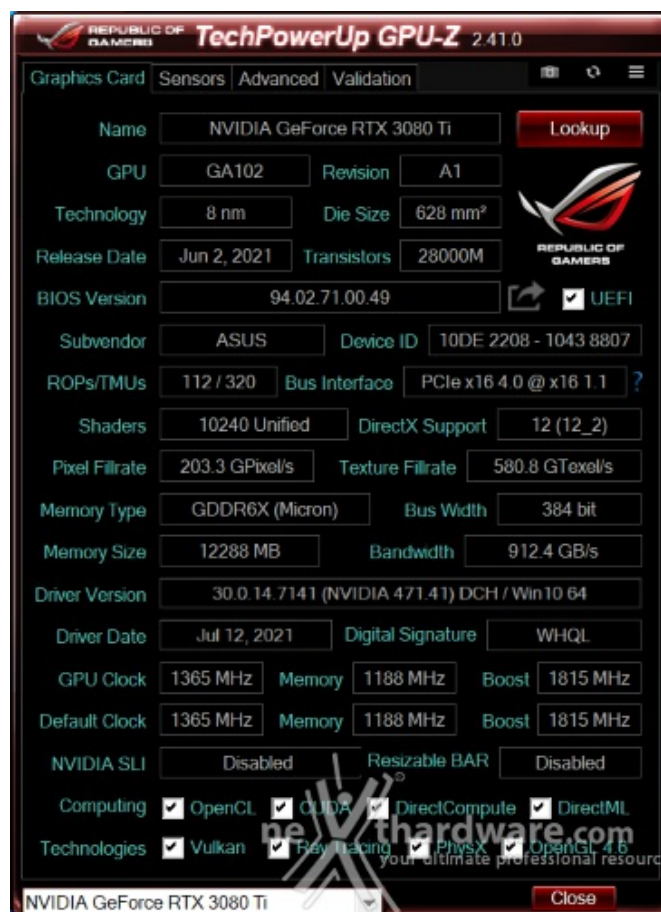 REPUBLIC OF GAMERS TechPowerUp GPU-Z 2.41.0
Graphics Card Sensors Advanced Validation
Name NVIDIA GeForce RTX 3080 Ti Lookup
GPU GA102 Revision A1
Technology 8 nm Die Size 628 mm²
Release Date Jun 2, 2021 Transistors 28000M
REPUBLIC OF GAMERS
BIOS Version 94.02.71.00.49 UEFI
Subvendor ASUS Device ID 10DE 2208 - 1043 8807
ROPs/TMUs 112 / 320 Bus Interface PCIe x16 4.0 @ x16 1.1 ?
Shaders 10240 Unified DirectX Support 12 (12_2)
Pixel Fillrate 203.3 GPixel/s Texture Fillrate 580.8 GTexel/s
Memory Type GDDR6X (Micron) Bus Width 384 bit
Memory Size 12288 MB Bandwidth 912.4 GB/s
Driver Version 30.0.14.7141 (NVIDIA 471.41) DCH / Win10 64
Driver Date Jul 12, 2021 Digital Signature WHQL
GPU Clock 1365 MHz Memory 1188 MHz Boost 1815 MHz
Default Clock 1365 MHz Memory 1188 MHz Boost 1815 MHz
NVIDIA SLI Disabled Resizable BAR Disabled
Computing OpenCL CUDA DirectCompute DirectML
Technologies Vulkan Ray Tracing PhysX OpenGL 4.6
nexthardware.com
your ultimate professional resourc
NVIDIA GeForce RTX 3080 Ti Close